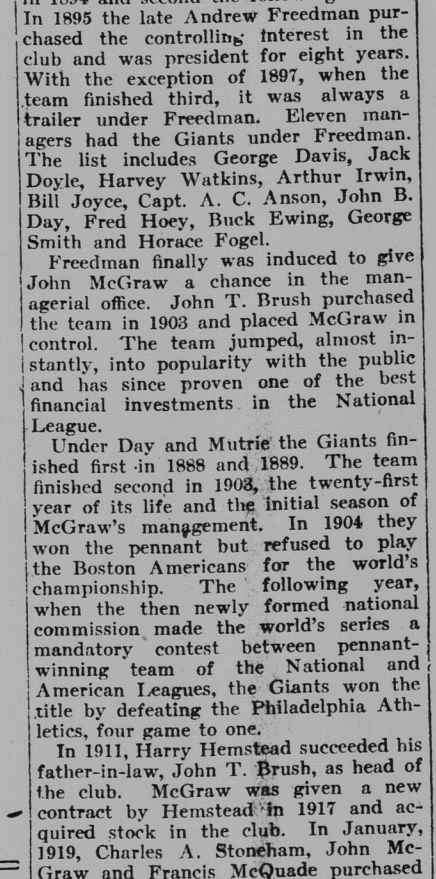 In 1895 the late Andrew Freedman pur-
chased the controlling interest in the
club and was president for eight years.
With the exception of 1897, when the
team finished third, it was always a
trailer under Freedman. Eleven man-
agers had the Giants under Freedman.
The list includes George Davis, Jack
Doyle, Harvey Watkins, Arthur Irwin,
Bill Joyce, Capt. A. C. Anson, John B.
Day, Fred Hoey, Buck Ewing, George
Smith and Horace Fogel.
Freedman finally was induced to give
John McGraw a chance in the man-
agerial office. John T. Brush purchased
the team in 1903 and placed McGraw in
control. The team jumped, almost in-
stantly, into popularity with the public
and has since proven one of the best
financial investments in the National
League.
Under Day and Mutrie the Giants fin-
ished first in 1888 and 1889. The team
finished second in 1903, the twenty-first
year of its life and the initial season of
McGraw's management. In 1904 they
won the pennant but refused to play
the Boston Americans for the world's
championship. The following year,
when the then newly formed national
commission made the world's series a
mandatory contest between pennant-
winning team of the National and
American Leagues, the Giants won the
title by defeating the Philadelphia Ath-
letics, four game to one.
In 1911, Harry Hemstead succeeded his
father-in-law, John T. Brush, as head of
the club. McGraw was given a new
contract by Hemstead in 1917 and ac-
quired stock in the club. In January,
1919, Charles A. Stoneham, John Mc-
Graw and Francis McQuade purchased